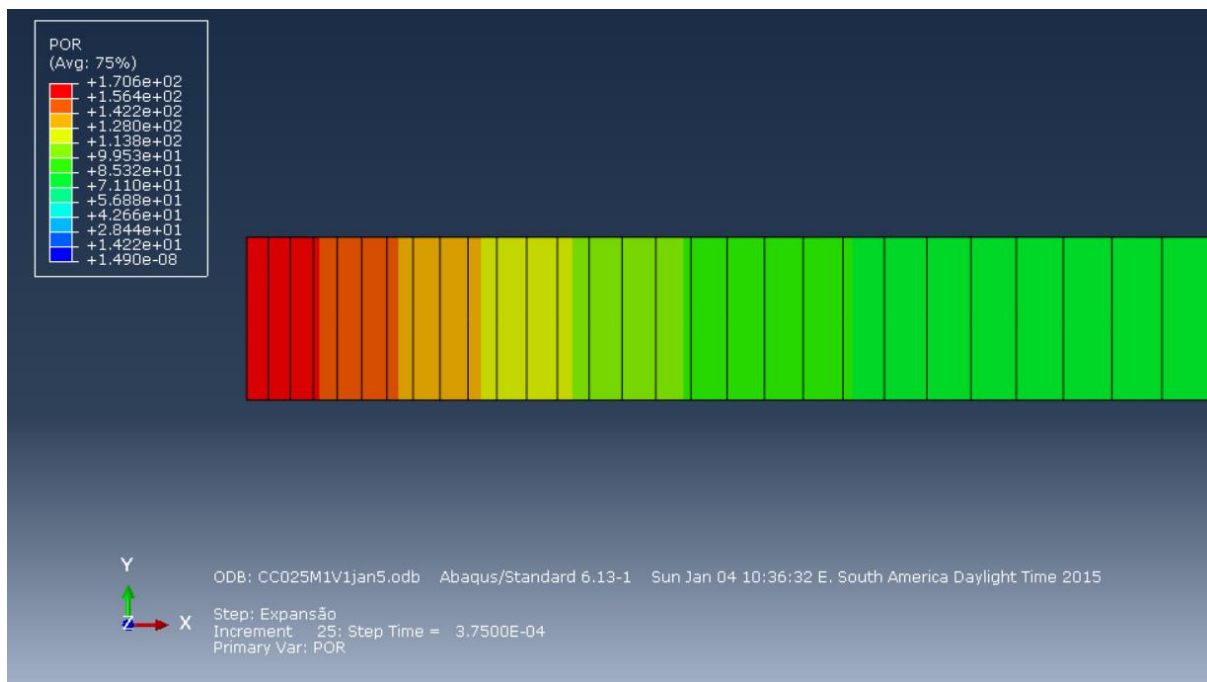 POR
(Avg: 75%)
+1.706e+02
+1.564e+02
+1.422e+02
+1.280e+02
+1.138e+02
+9.953e+01
+8.532e+01
+7.110e+01
+5.688e+01
+4.266e+01
+2.844e+01
+1.422e+01
+1.490e-08
Y
Z
X
ODB: CC025M1V1jan5.odb    Abaqus/Standard 6.13-1    Sun Jan 04 10:36:32 E. South America Daylight Time 2015
Step: Expansão
Increment    25: Step Time =    3.7500E-04
Primary Var: POR